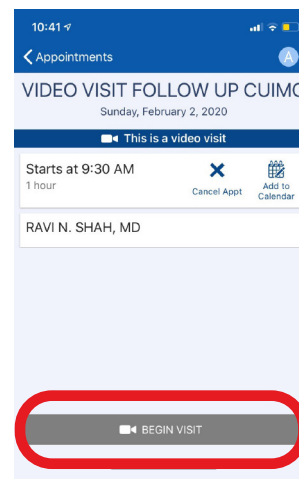 10:41
Appointments
A
VIDEO VISIT FOLLOW UP CUIMC
Sunday, February 2, 2020
This is a video visit
Starts at 9:30 AM
1 hour
Cancel Appt
Add to
Calendar
RAVI N. SHAH, MD
BEGIN VISIT